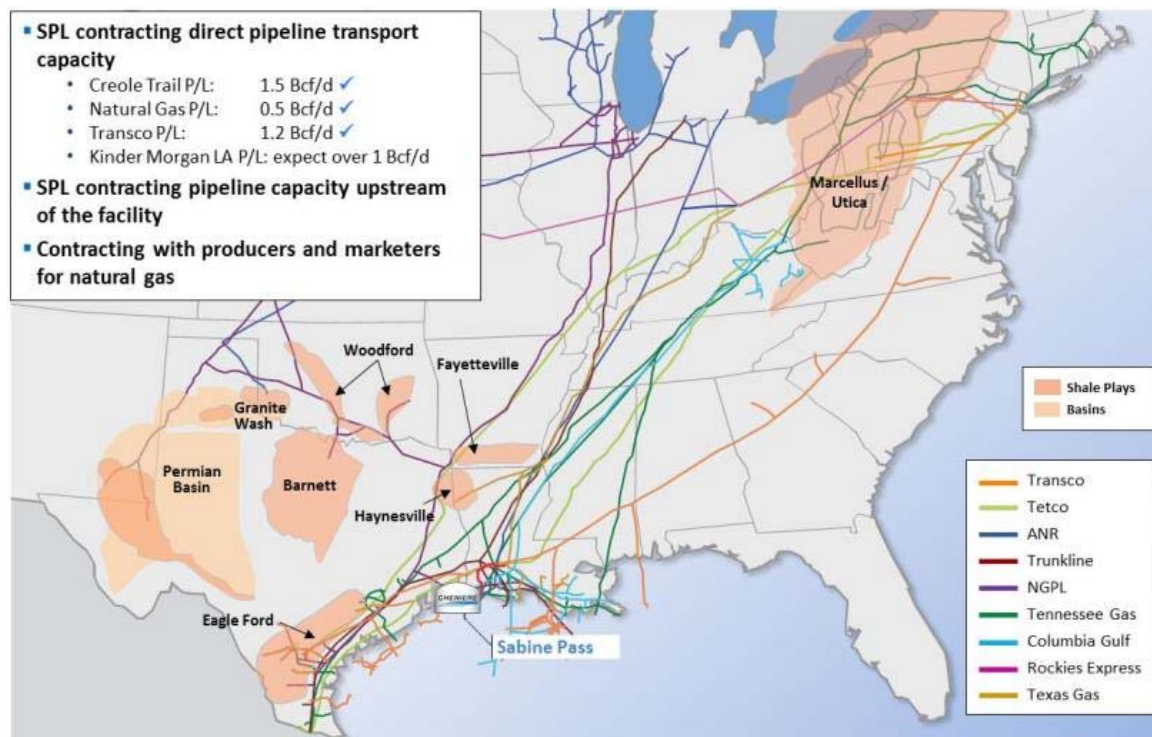 ▪ SPL contracting direct pipeline transport
capacity
• Creole Trail P/L: 1.5 Bcf/d ✓
• Natural Gas P/L: 0.5 Bcf/d ✓
• Transco P/L: 1.2 Bcf/d ✓
• Kinder Morgan LA P/L: expect over 1 Bcf/d
▪ SPL contracting pipeline capacity upstream
of the facility
▪ Contracting with producers and marketers
for natural gas
Marcellus /
Utica
Woodford
Fayetteville
Granite
Wash
Permian
Basin
Barnett
Haynesville
Eagle Ford
CHENIERE
Sabine Pass
Shale Plays
Basins
Transco
Tetco
ANR
Trunkline
NGPL
Tennessee Gas
Columbia Gulf
Rockies Express
Texas Gas